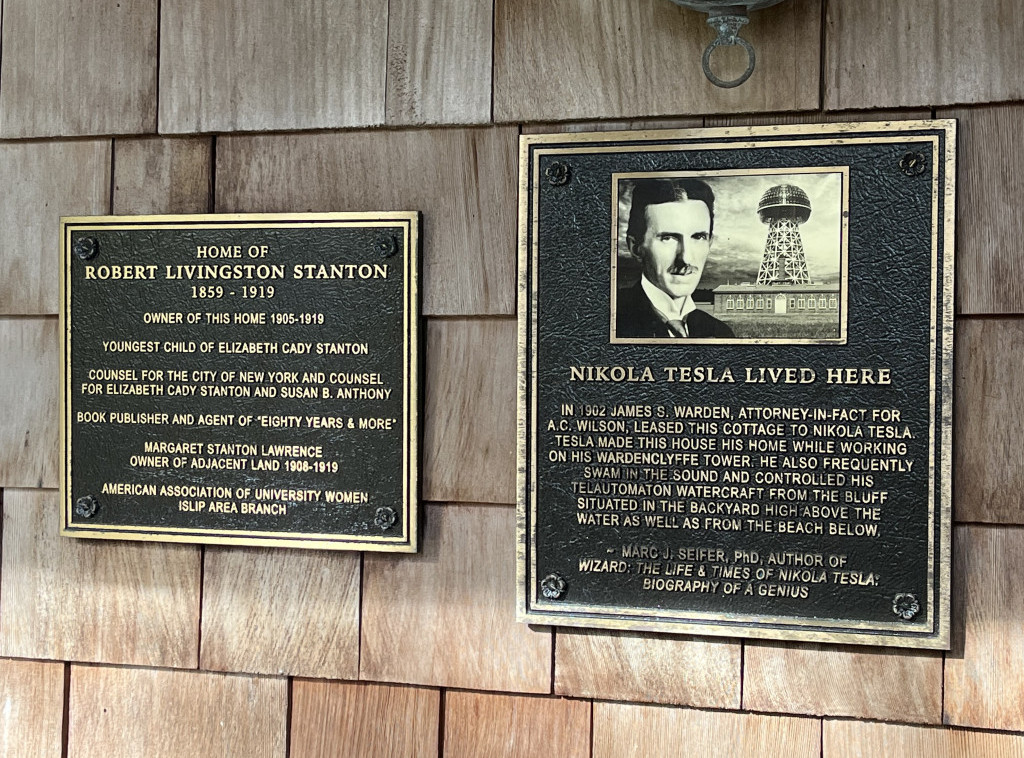 HOME OF
ROBERT LIVINGSTON STANTON
1859 - 1919
OWNER OF THIS HOME 1905-1919
YOUNGEST CHILD OF ELIZABETH CADY STANTON
COUNSEL FOR THE CITY OF NEW YORK AND COUNSEL
FOR ELIZABETH CADY STANTON AND SUSAN B. ANTHONY
BOOK PUBLISHER AND AGENT OF "EIGHTY YEARS & MORE"
MARGARET STANTON LAWRENCE
OWNER OF ADJACENT LAND 1908-1919
AMERICAN ASSOCIATION OF UNIVERSITY WOMEN
ISLIP AREA BRANCH
NIKOLA TESLA LIVED HERE
IN 1902 JAMES S. WARDEN, ATTORNEY-IN-FACT FOR
A.C. WILSON, LEASED THIS COTTAGE TO NIKOLA TESLA.
TESLA MADE THIS HOUSE HIS HOME WHILE WORKING
ON HIS WARDENCLYFFE TOWER. HE ALSO FREQUENTLY
SWAM IN THE SOUND AND CONTROLLED HIS
TELAUTOMATON WATERCRAFT FROM THE BLUFF
SITUATED IN THE BACKYARD HIGH ABOVE THE
WATER AS WELL AS FROM THE BEACH BELOW.
~ MARC J. SEIFER, PhD, AUTHOR OF
WIZARD: THE LIFE & TIMES OF NIKOLA TESLA:
BIOGRAPHY OF A GENIUS